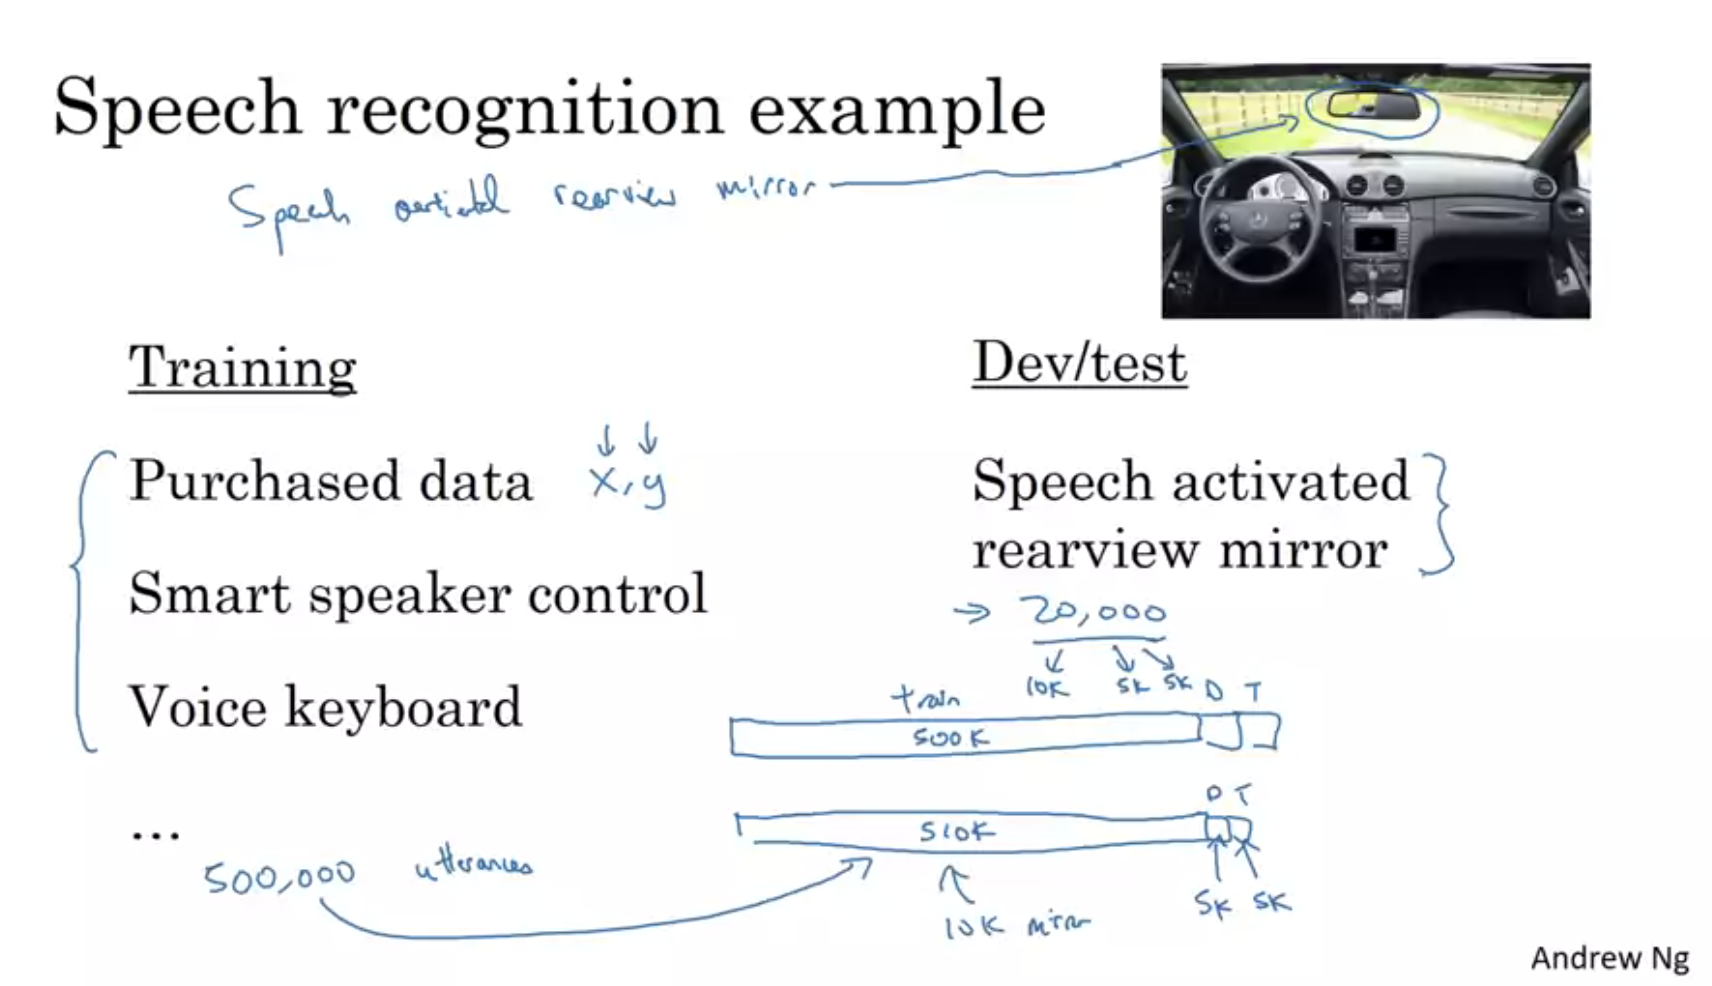 Speech recognition example
Speech activated rearview mirror
Training
Dev/test
Purchased data x, y
Speech activated
rearview mirror
Smart speaker control
→ 20,000
10K 5K 5K
Voice keyboard
train D T
500K
D T
...
510K
500,000 utterances
5K 5K
10K mirror
Andrew Ng